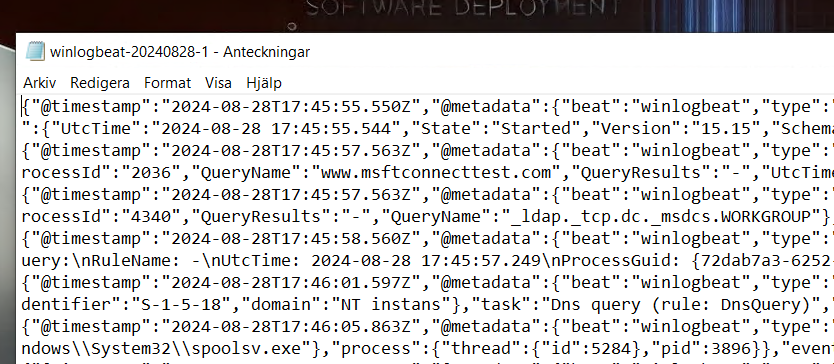 SOFTWARE DEPLOYMENT
winlogbeat-20240828-1 - Anteckningar
Arkiv Redigera Format Visa Hjälp
{"@timestamp":"2024-08-28T17:45:55.550Z","@metadata":{"beat":"winlogbeat","type":"
":{"UtcTime":"2024-08-28 17:45:55.544","State":"Started","Version":"15.15","Schema
{"@timestamp":"2024-08-28T17:45:57.563Z","@metadata":{"beat":"winlogbeat","type":"
rocessId":"2036","QueryName":"www.msftconnecttest.com","QueryResults":"-","UtcTime
{"@timestamp":"2024-08-28T17:45:57.563Z","@metadata":{"beat":"winlogbeat","type":"
rocessId":"4340","QueryResults":"-","QueryName":"_ldap._tcp.dc._msdcs.WORKGROUP"},
{"@timestamp":"2024-08-28T17:45:58.560Z","@metadata":{"beat":"winlogbeat","type":"
uery:\nRuleName: -\nUtcTime: 2024-08-28 17:45:57.249\nProcessGuid: {72dab7a3-6252-
{"@timestamp":"2024-08-28T17:46:01.597Z","@metadata":{"beat":"winlogbeat","type":"
dentifier":"S-1-5-18","domain":"NT instans"},"task":"Dns query (rule: DnsQuery)",
{"@timestamp":"2024-08-28T17:46:05.863Z","@metadata":{"beat":"winlogbeat","type":"
ndows\\System32\\spoolsv.exe"},"process":{"thread":{"id":5284},"pid":3896}},"even